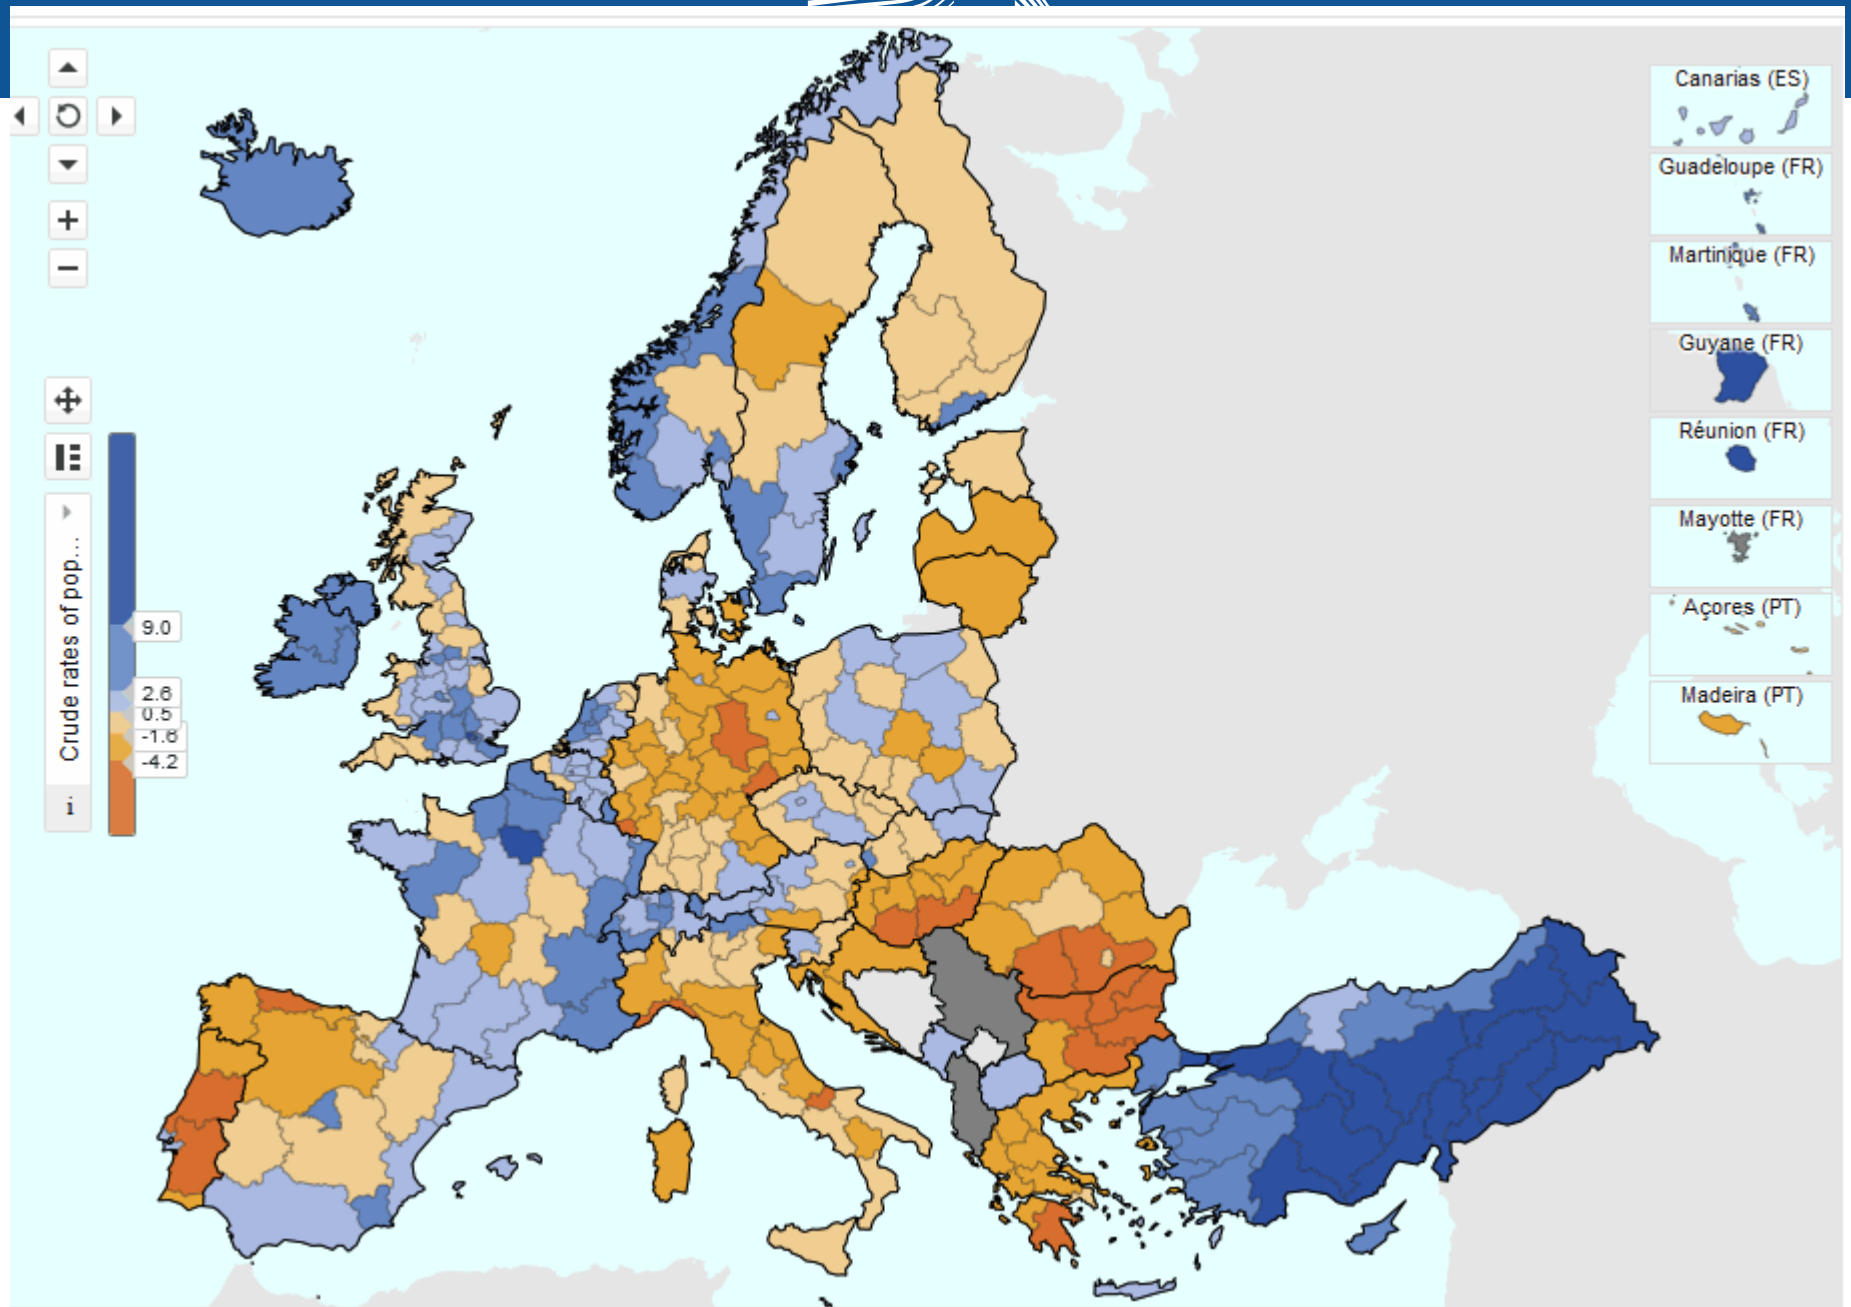 Canarias (ES)
Guadeloupe (FR)
Martinique (FR)
Guyane (FR)
Réunion (FR)
Mayotte (FR)
Açores (PT)
Madeira (PT)
Crude rates of pop...
9.0
2.6
0.5
-1.6
-4.2
i